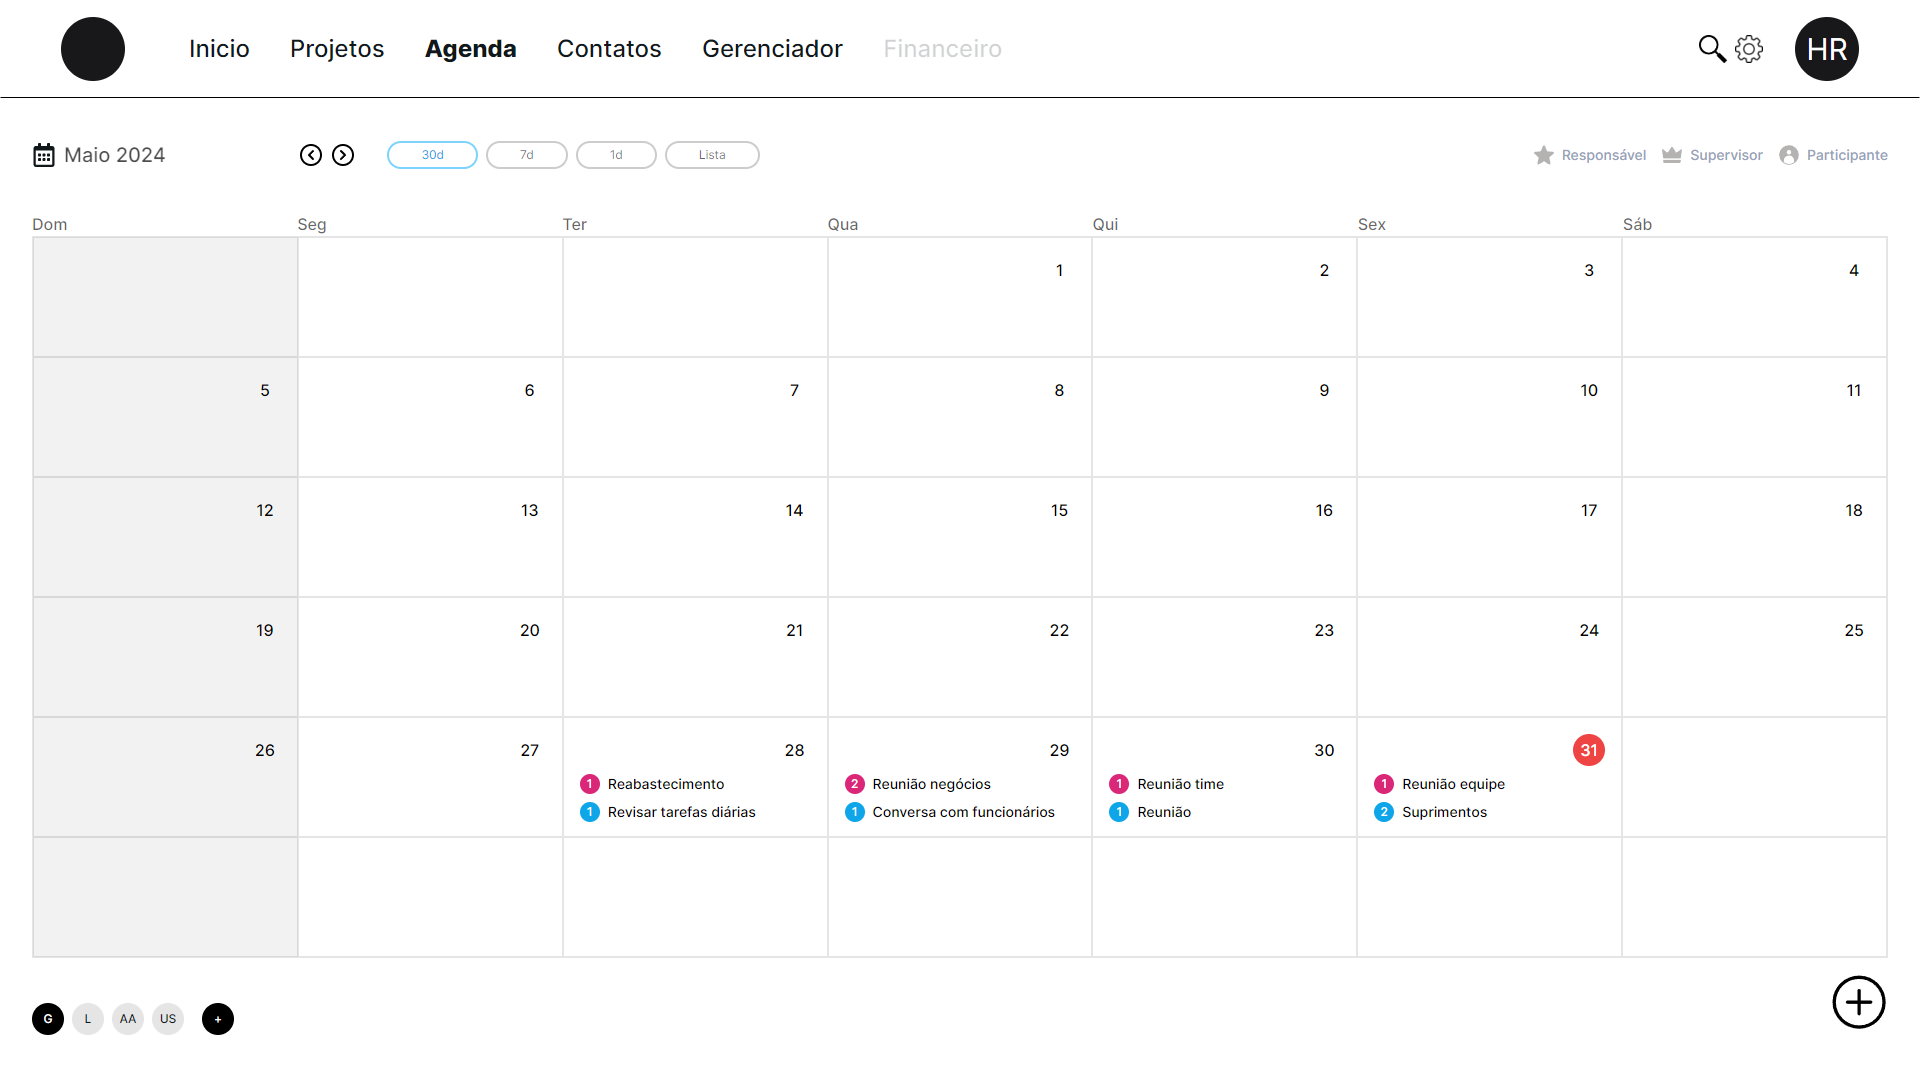 Inicio Projetos Agenda Contatos Gerenciador Financeiro HR
Maio 2024 30d 7d 1d Lista Responsável Supervisor Participante
Dom Seg Ter Qua Qui Sex Sáb
1 2 3 4
5 6 7 8 9 10 11
12 13 14 15 16 17 18
19 20 21 22 23 24 25
26 27 28 29 30 31
1 Reabastecimento 2 Reunião negócios 1 Reunião time 1 Reunião equipe
1 Revisar tarefas diárias 1 Conversa com funcionários 1 Reunião 2 Suprimentos
G L AA US +